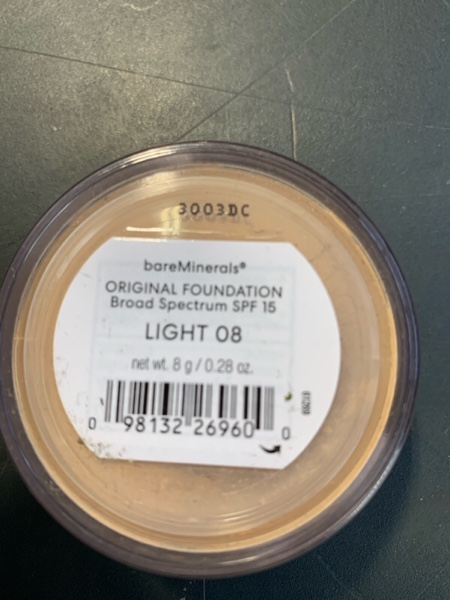 3003DC
bareMinerals®
ORIGINAL FOUNDATION
Broad Spectrum SPF 15
LIGHT 08
net wt. 8 g / 0.28 oz.
0 98132 26960 0